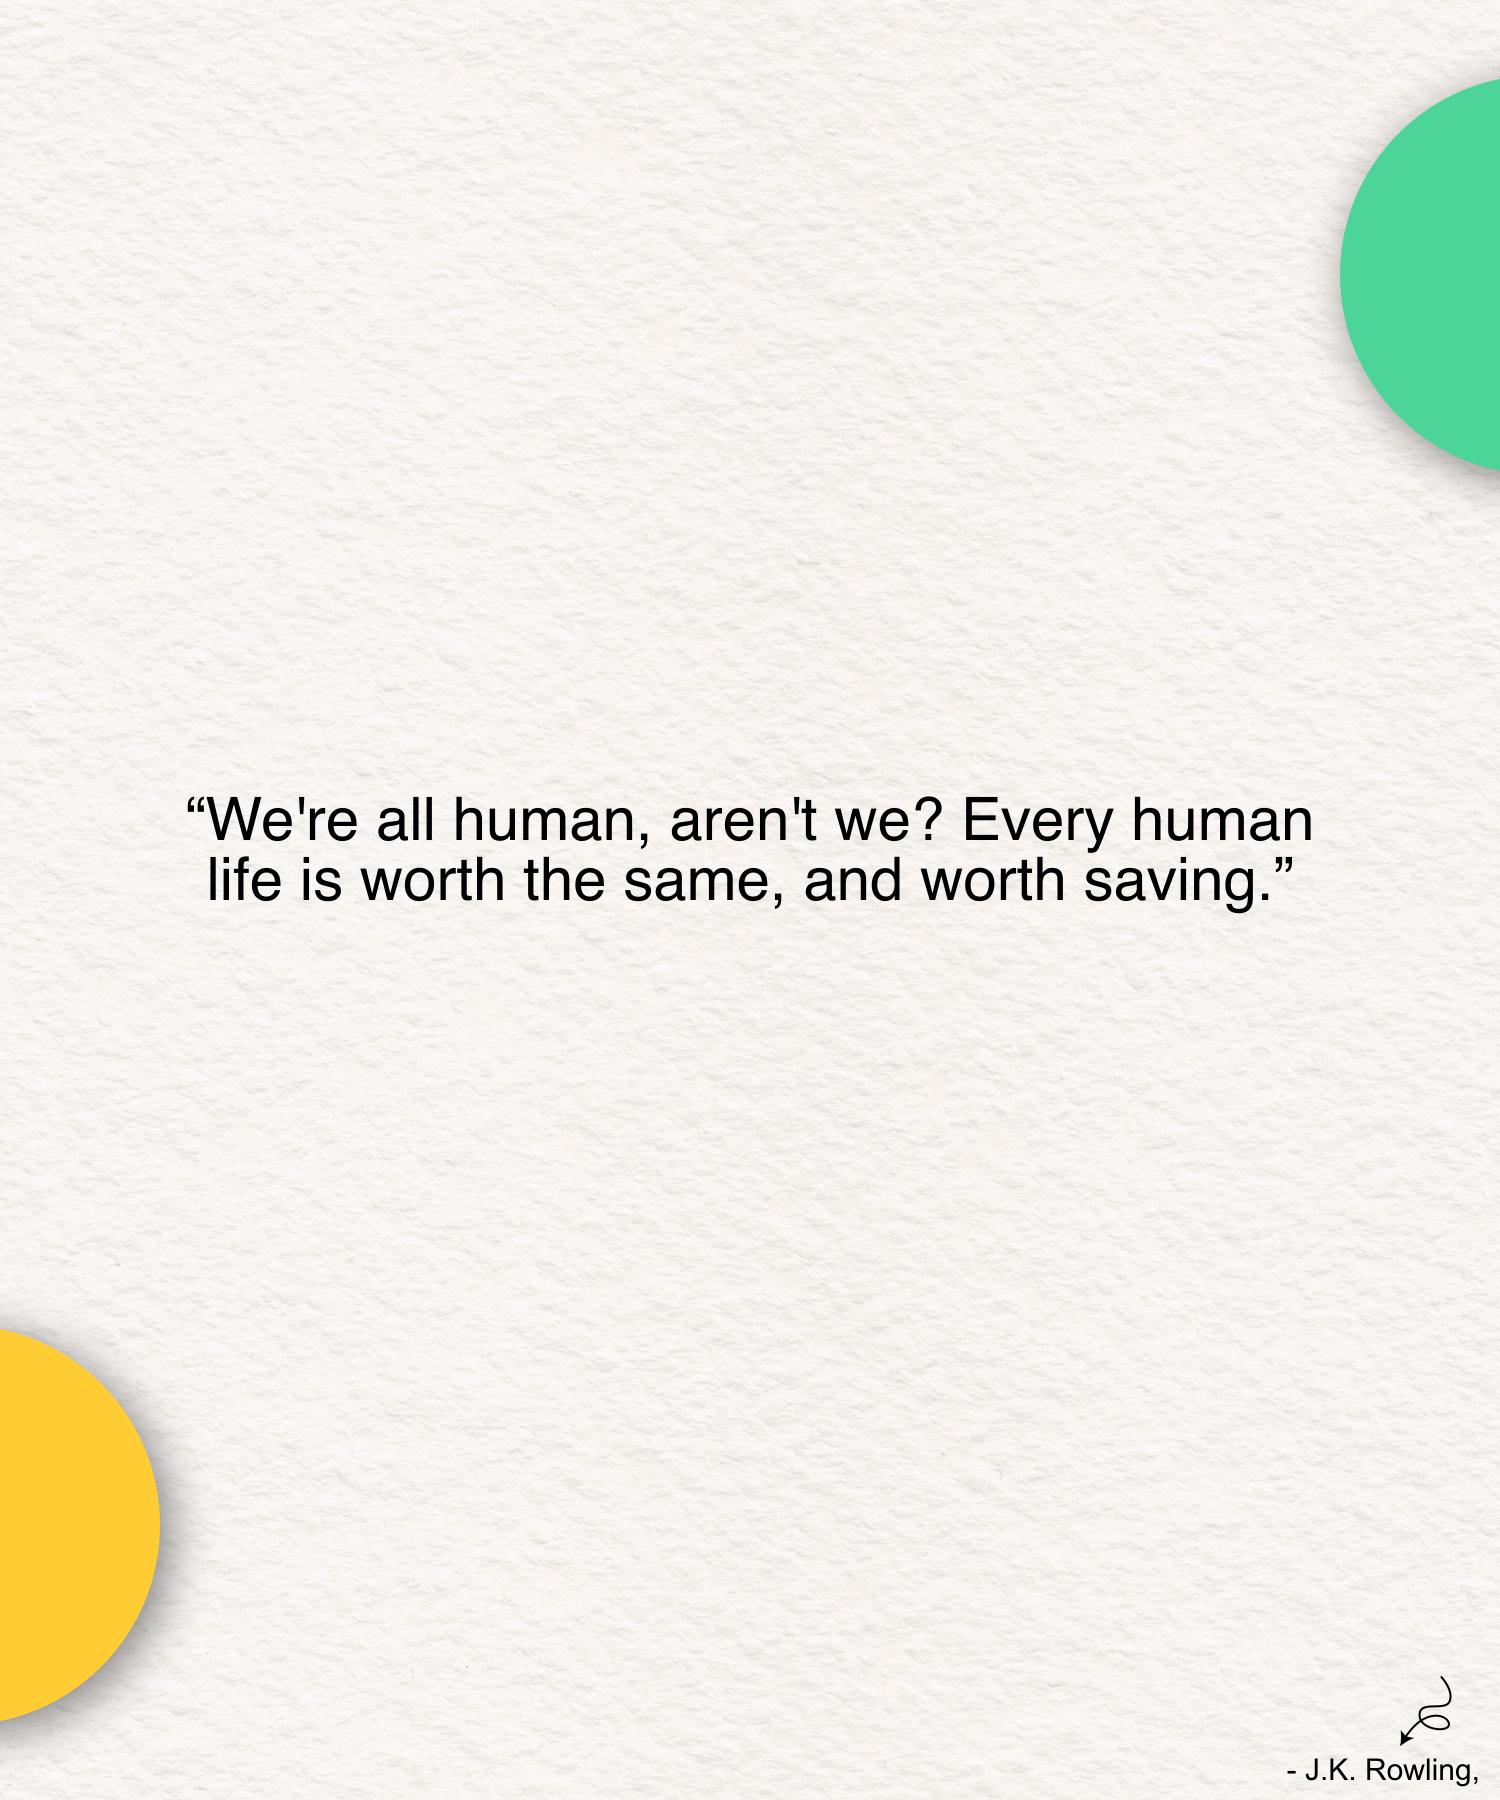 “We're all human, aren't we? Every human
life is worth the same, and worth saving.”
- J.K. Rowling,